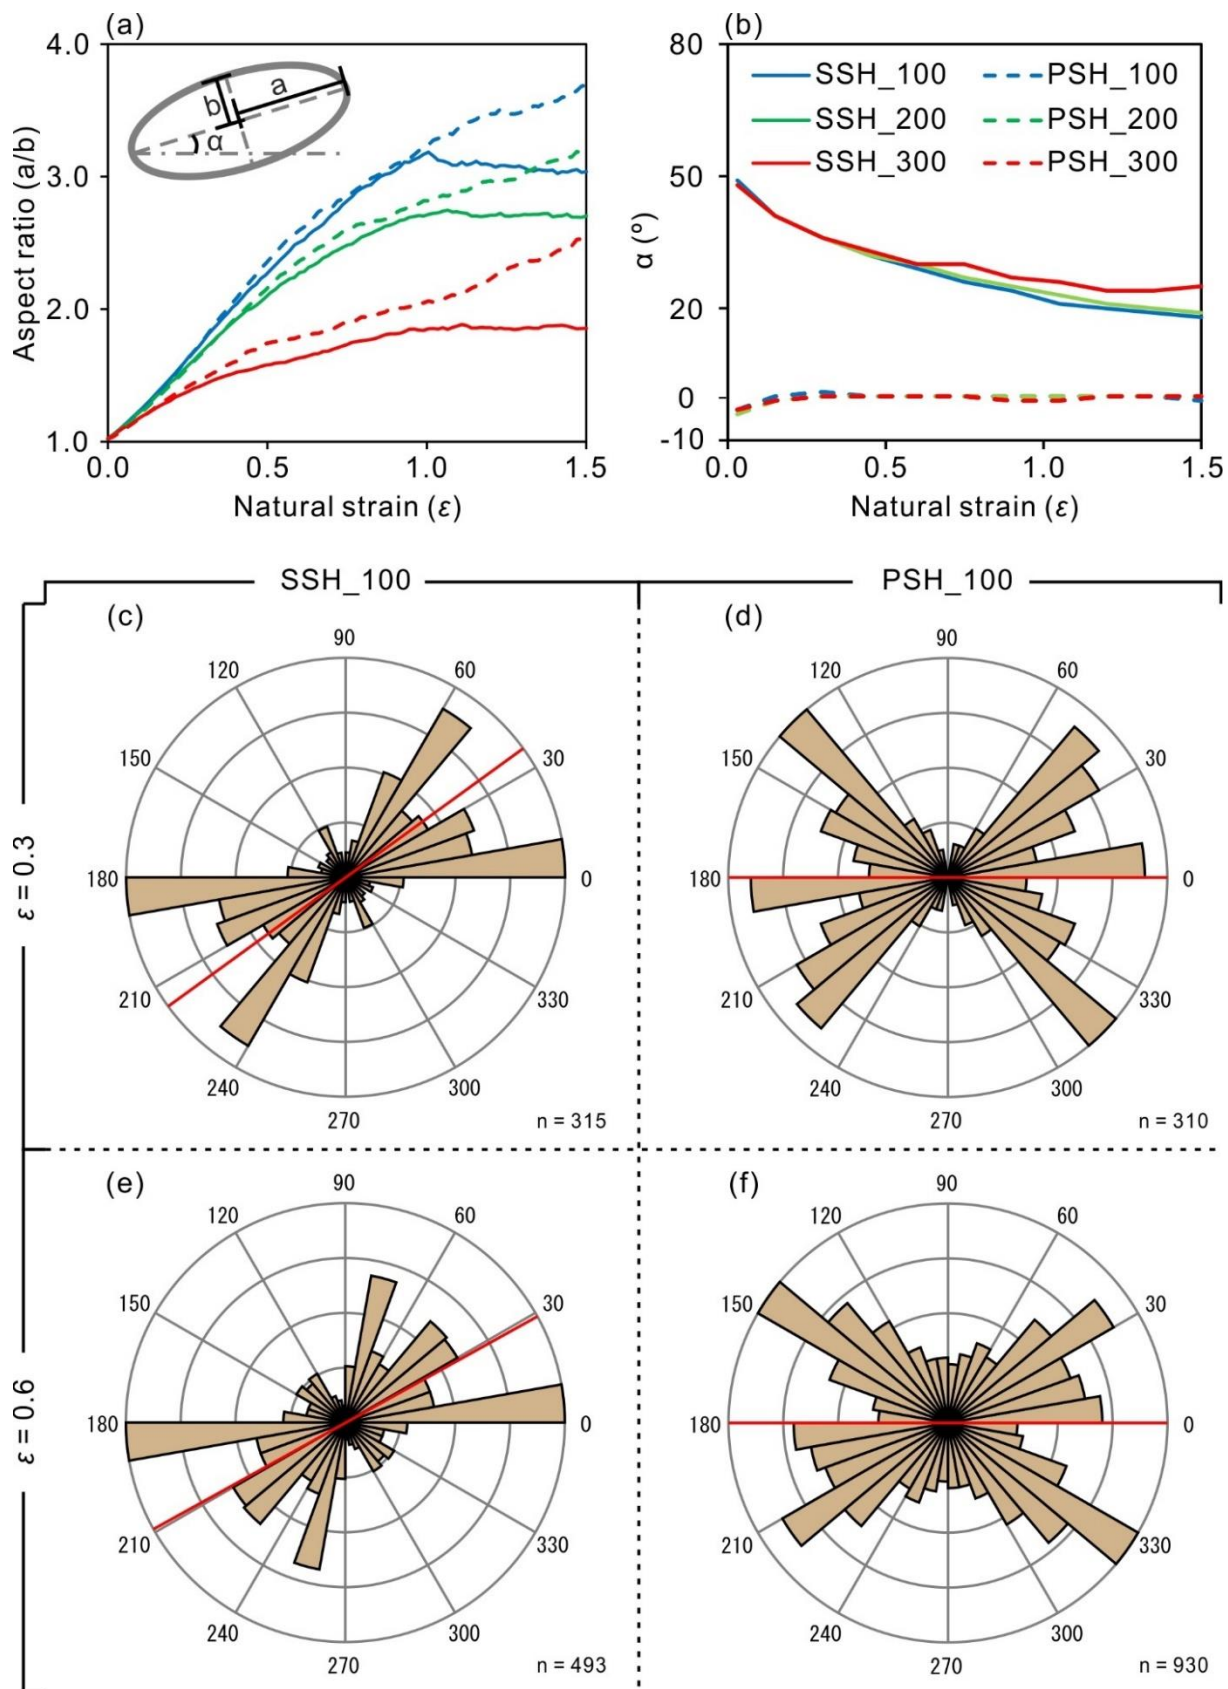 (a)
4.0
3.0
2.0
1.0
Aspect ratio (a/b)
b
a
α
0.0 0.5 1.0 1.5
Natural strain (ε)
(b)
80
50
20
0
-10
α (°)
SSH_100 PSH_100
SSH_200 PSH_200
SSH_300 PSH_300
0.0 0.5 1.0 1.5
Natural strain (ε)
SSH_100 PSH_100
ε = 0.3
(c)
90
120 60
150 30
180 0
210 330
240 300
270
n = 315
(d)
90
120 60
150 30
180 0
210 330
240 300
270
n = 310
ε = 0.6
(e)
90
120 60
150 30
180 0
210 330
240 300
270
n = 493
(f)
90
120 60
150 30
180 0
210 330
240 300
270
n = 930